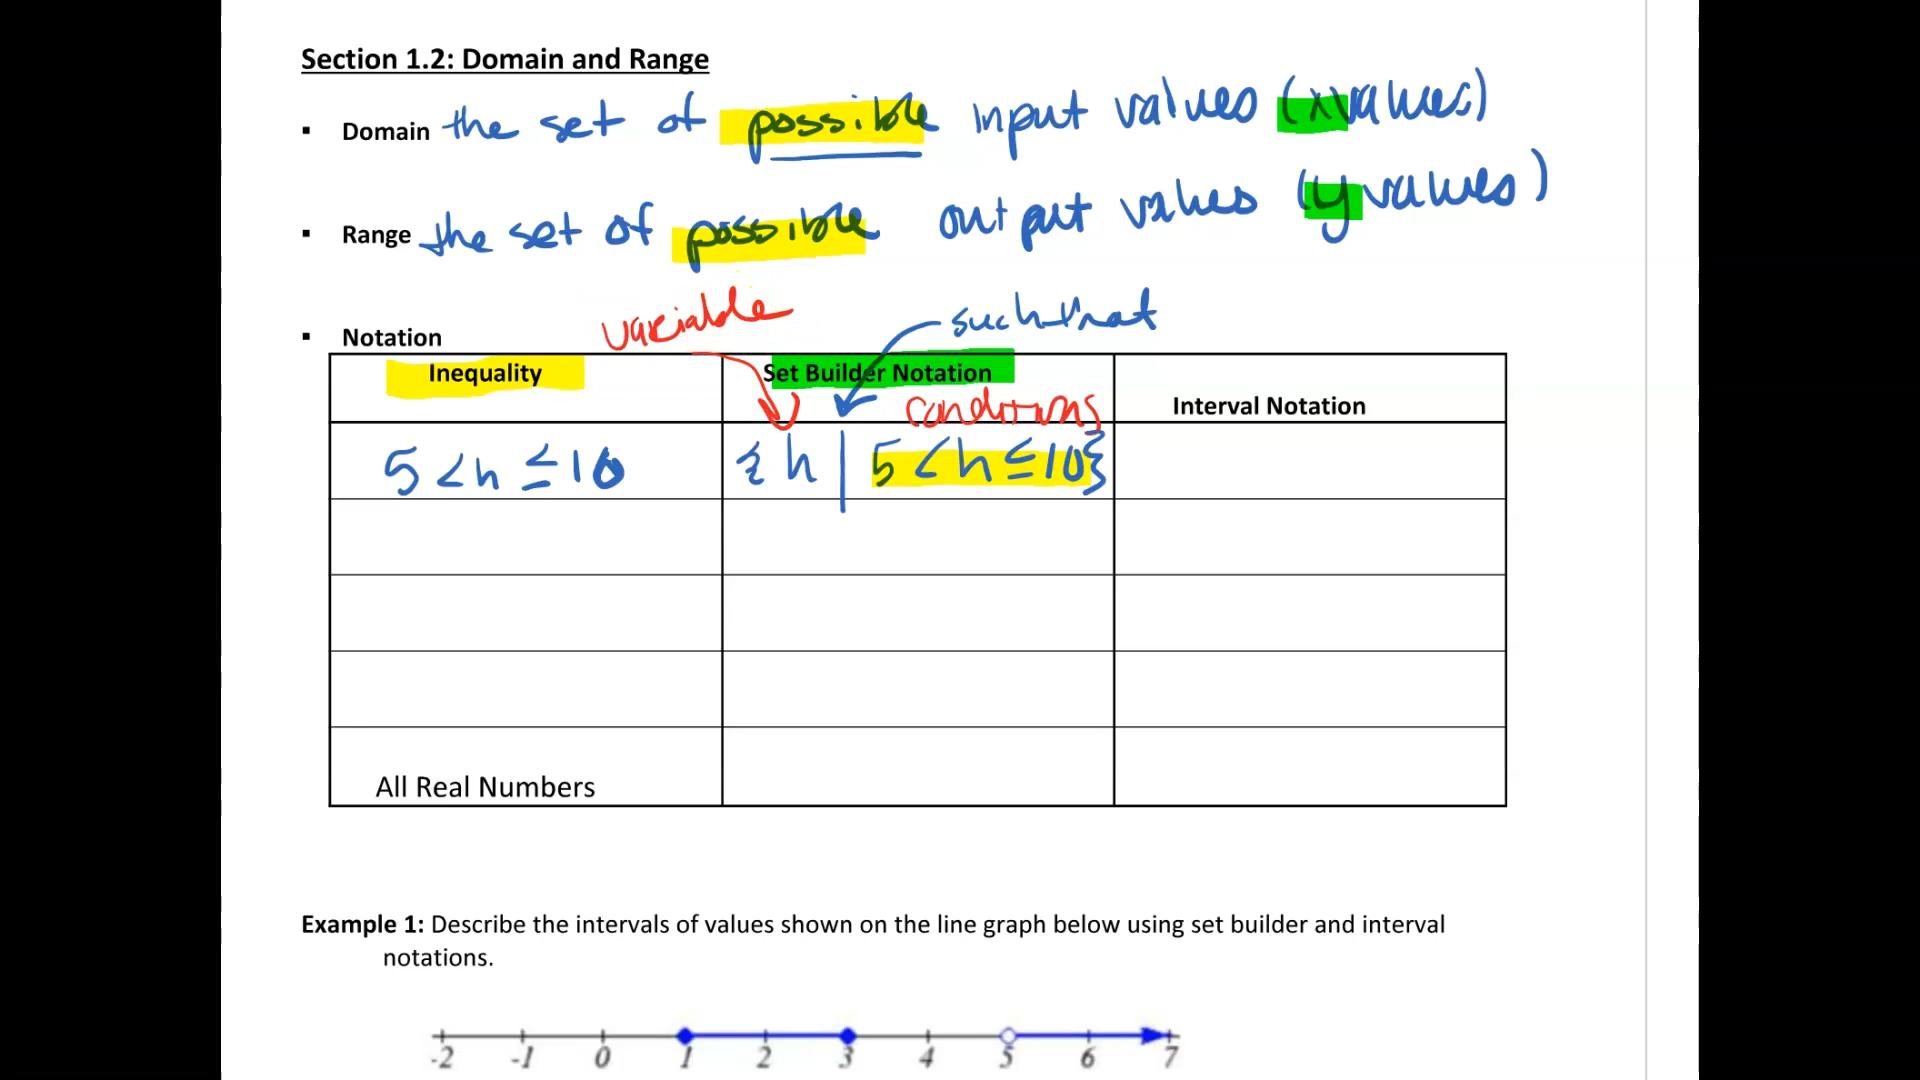 Section 1.2: Domain and Range
▪ Domain the set of possible input values (x values)
▪ Range the set of possible output values (y values)
variable
such that
▪ Notation
Inequality
Set Builder Notation
conditions
Interval Notation
5 < h ≤ 10
{ h | 5 < h ≤ 10 }
All Real Numbers
Example 1: Describe the intervals of values shown on the line graph below using set builder and interval
notations.
-2 -1 0 1 2 3 4 5 6 7